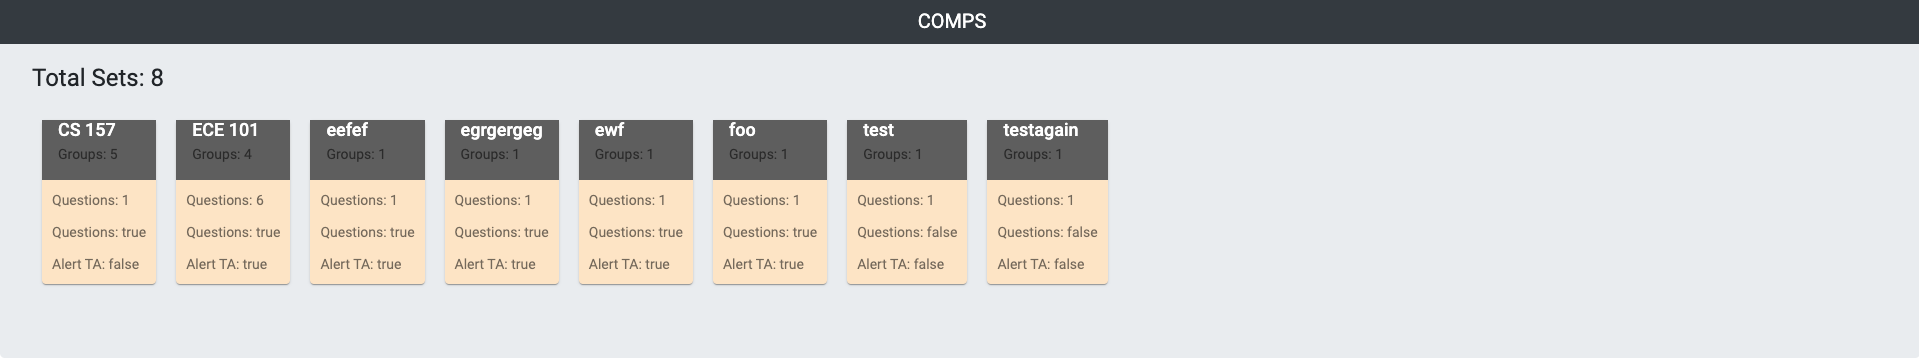 COMPS
Total Sets: 8
CS 157
Groups: 5
Questions: 1
Questions: true
Alert TA: false
ECE 101
Groups: 4
Questions: 6
Questions: true
Alert TA: true
eefef
Groups: 1
Questions: 1
Questions: true
Alert TA: true
egrgergeg
Groups: 1
Questions: 1
Questions: true
Alert TA: true
ewf
Groups: 1
Questions: 1
Questions: true
Alert TA: true
foo
Groups: 1
Questions: 1
Questions: true
Alert TA: true
test
Groups: 1
Questions: 1
Questions: false
Alert TA: false
testagain
Groups: 1
Questions: 1
Questions: false
Alert TA: false